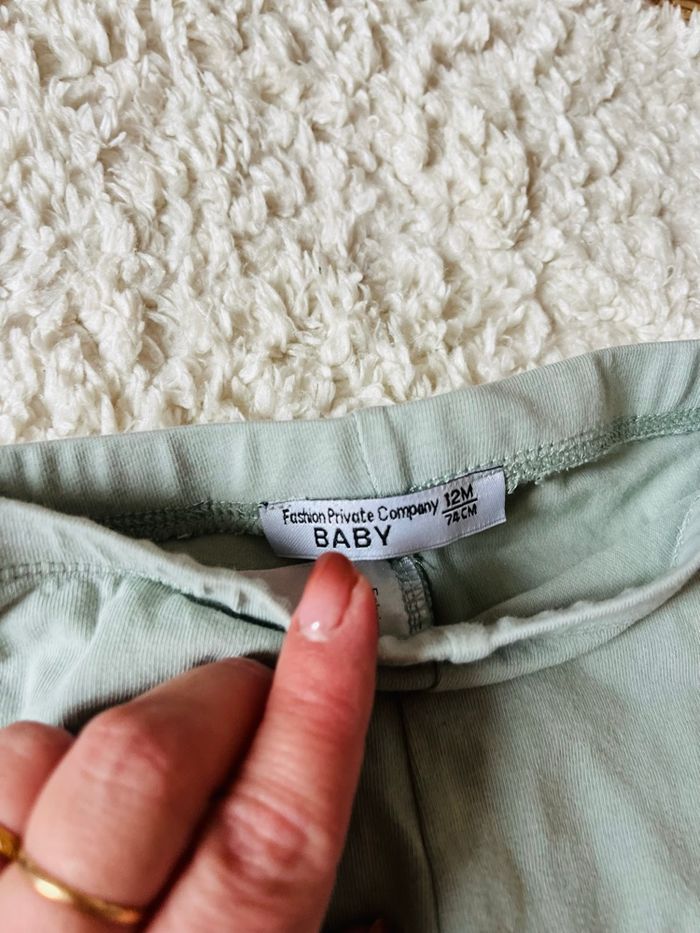 Fashion Private Company 12M
74CM
BABY